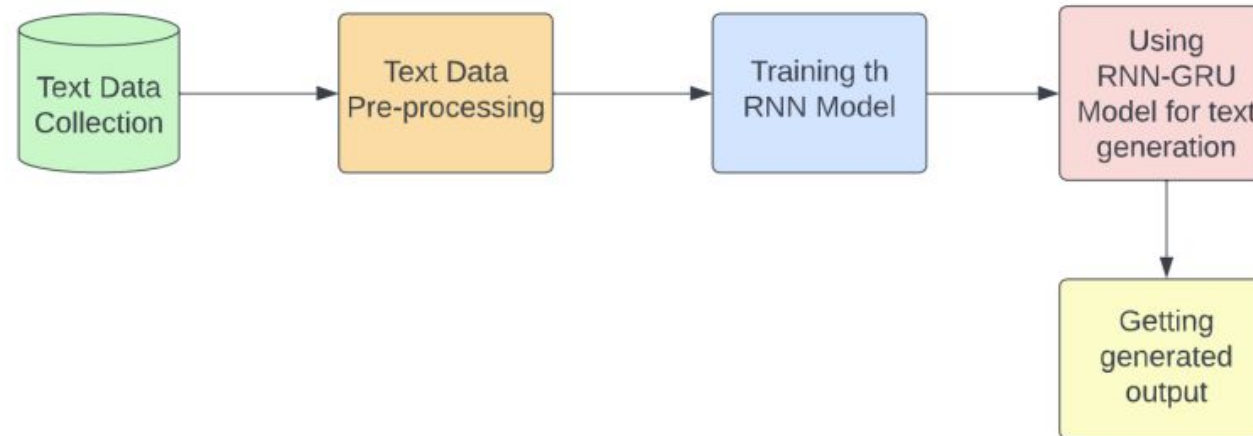 Text Data
Collection
Text Data
Pre-processing
Training th
RNN Model
Using
RNN-GRU
Model for text
generation
Getting
generated
output